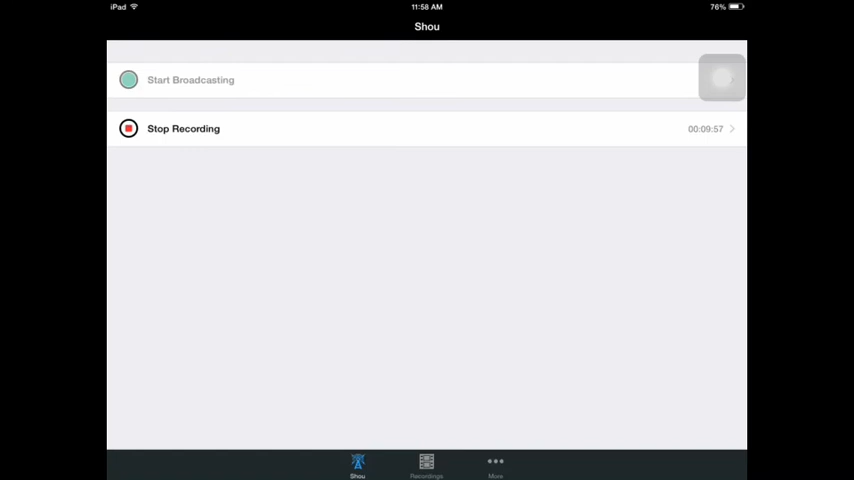 iPad 11:58 AM 76%
Shou
Start Broadcasting
Stop Recording 00:09:57
Shou Recordings More